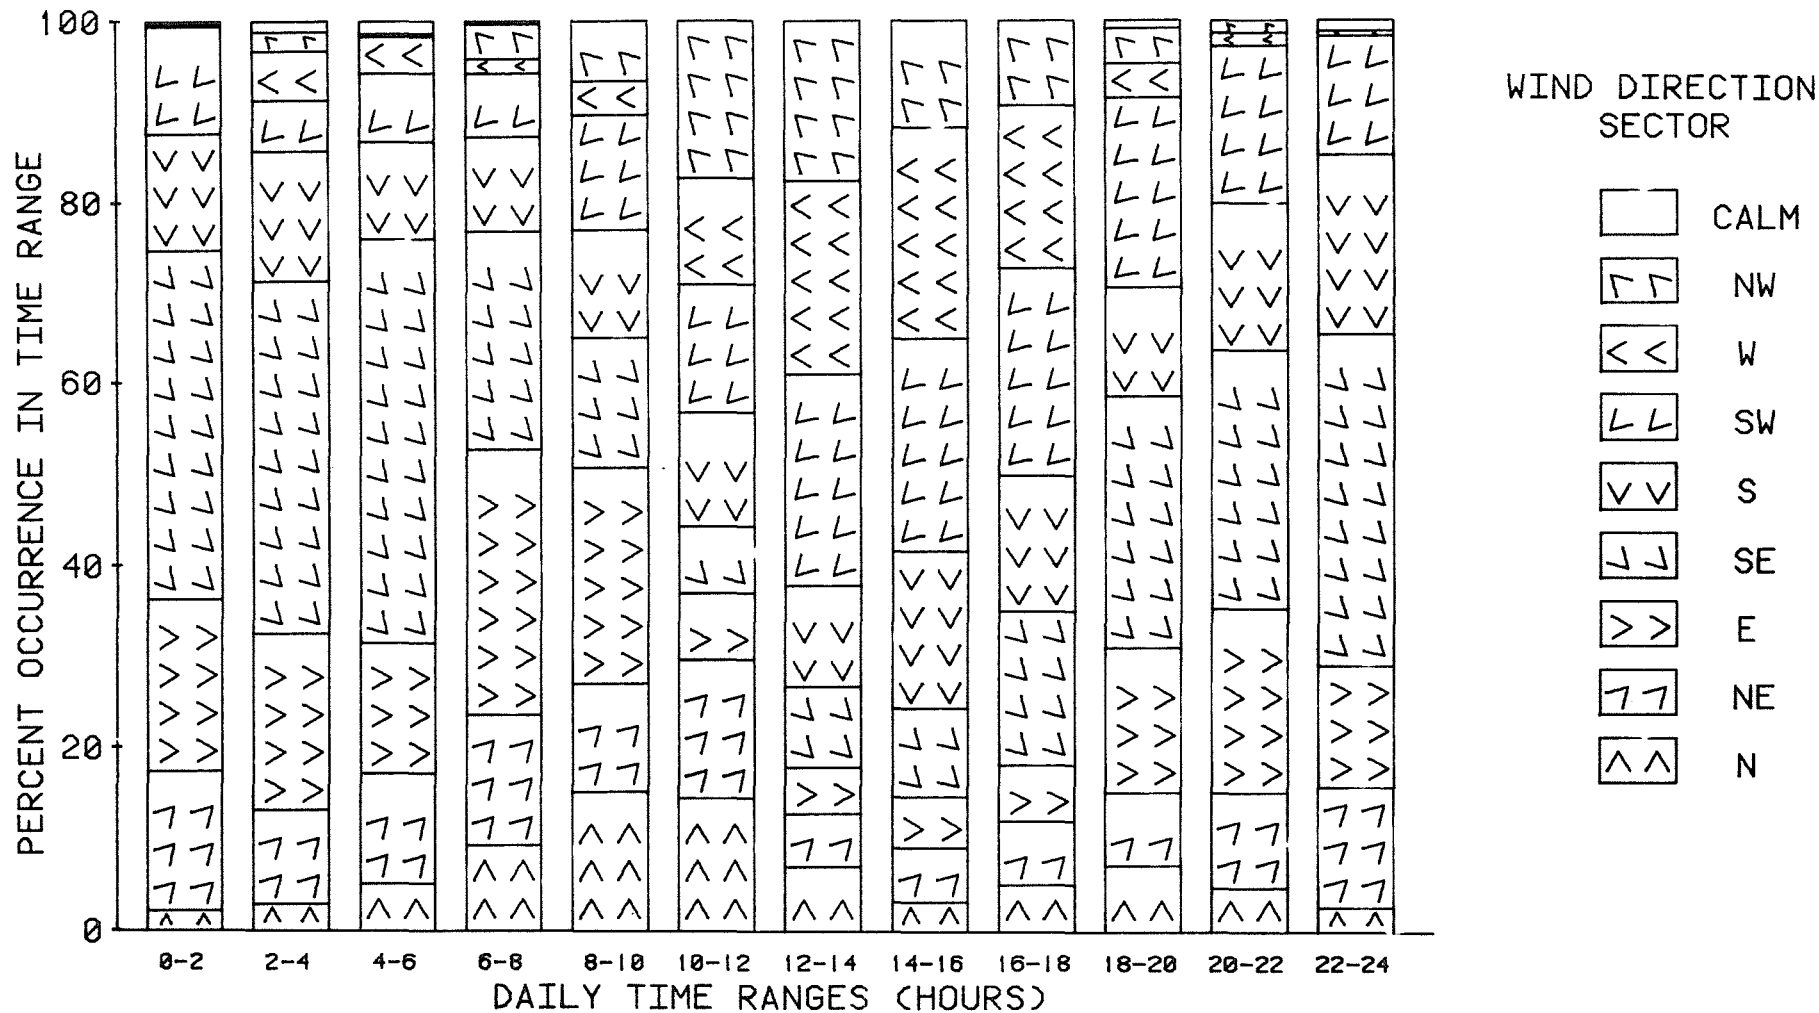 100
80
60
40
20
0
PERCENT OCCURRENCE IN TIME RANGE
0-2 2-4 4-6 6-8 8-10 10-12 12-14 14-16 16-18 18-20 20-22 22-24
DAILY TIME RANGES (HOURS)
WIND DIRECTION
SECTOR
CALM
NW
W
SW
S
SE
E
NE
N